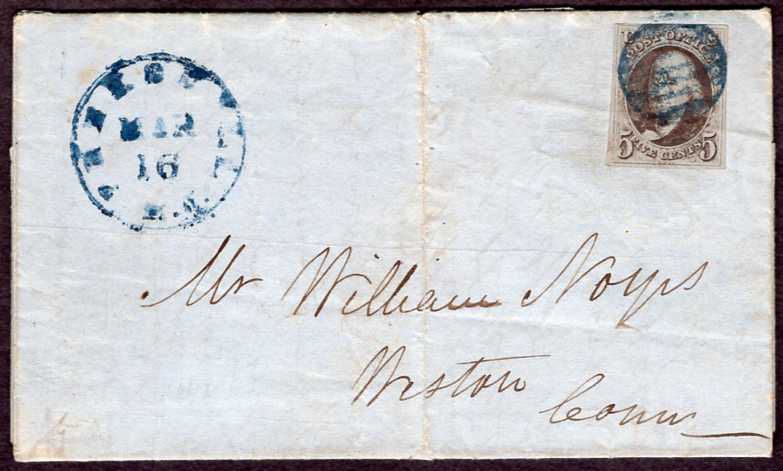 MAR
16
N.Y.
POST OFFICE
5 FIVE CENTS 5
Mr William Noyes
Weston
Conn